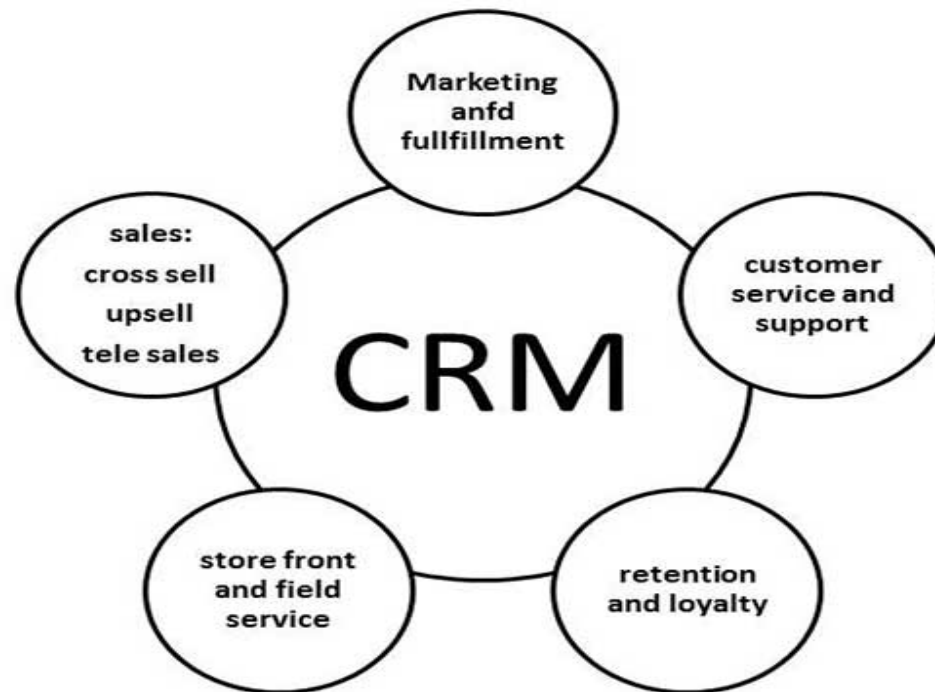 Marketing
anfd
fullfillment
sales:
cross sell
upsell
tele sales
customer
service and
support
CRM
store front
and field
service
retention
and loyalty